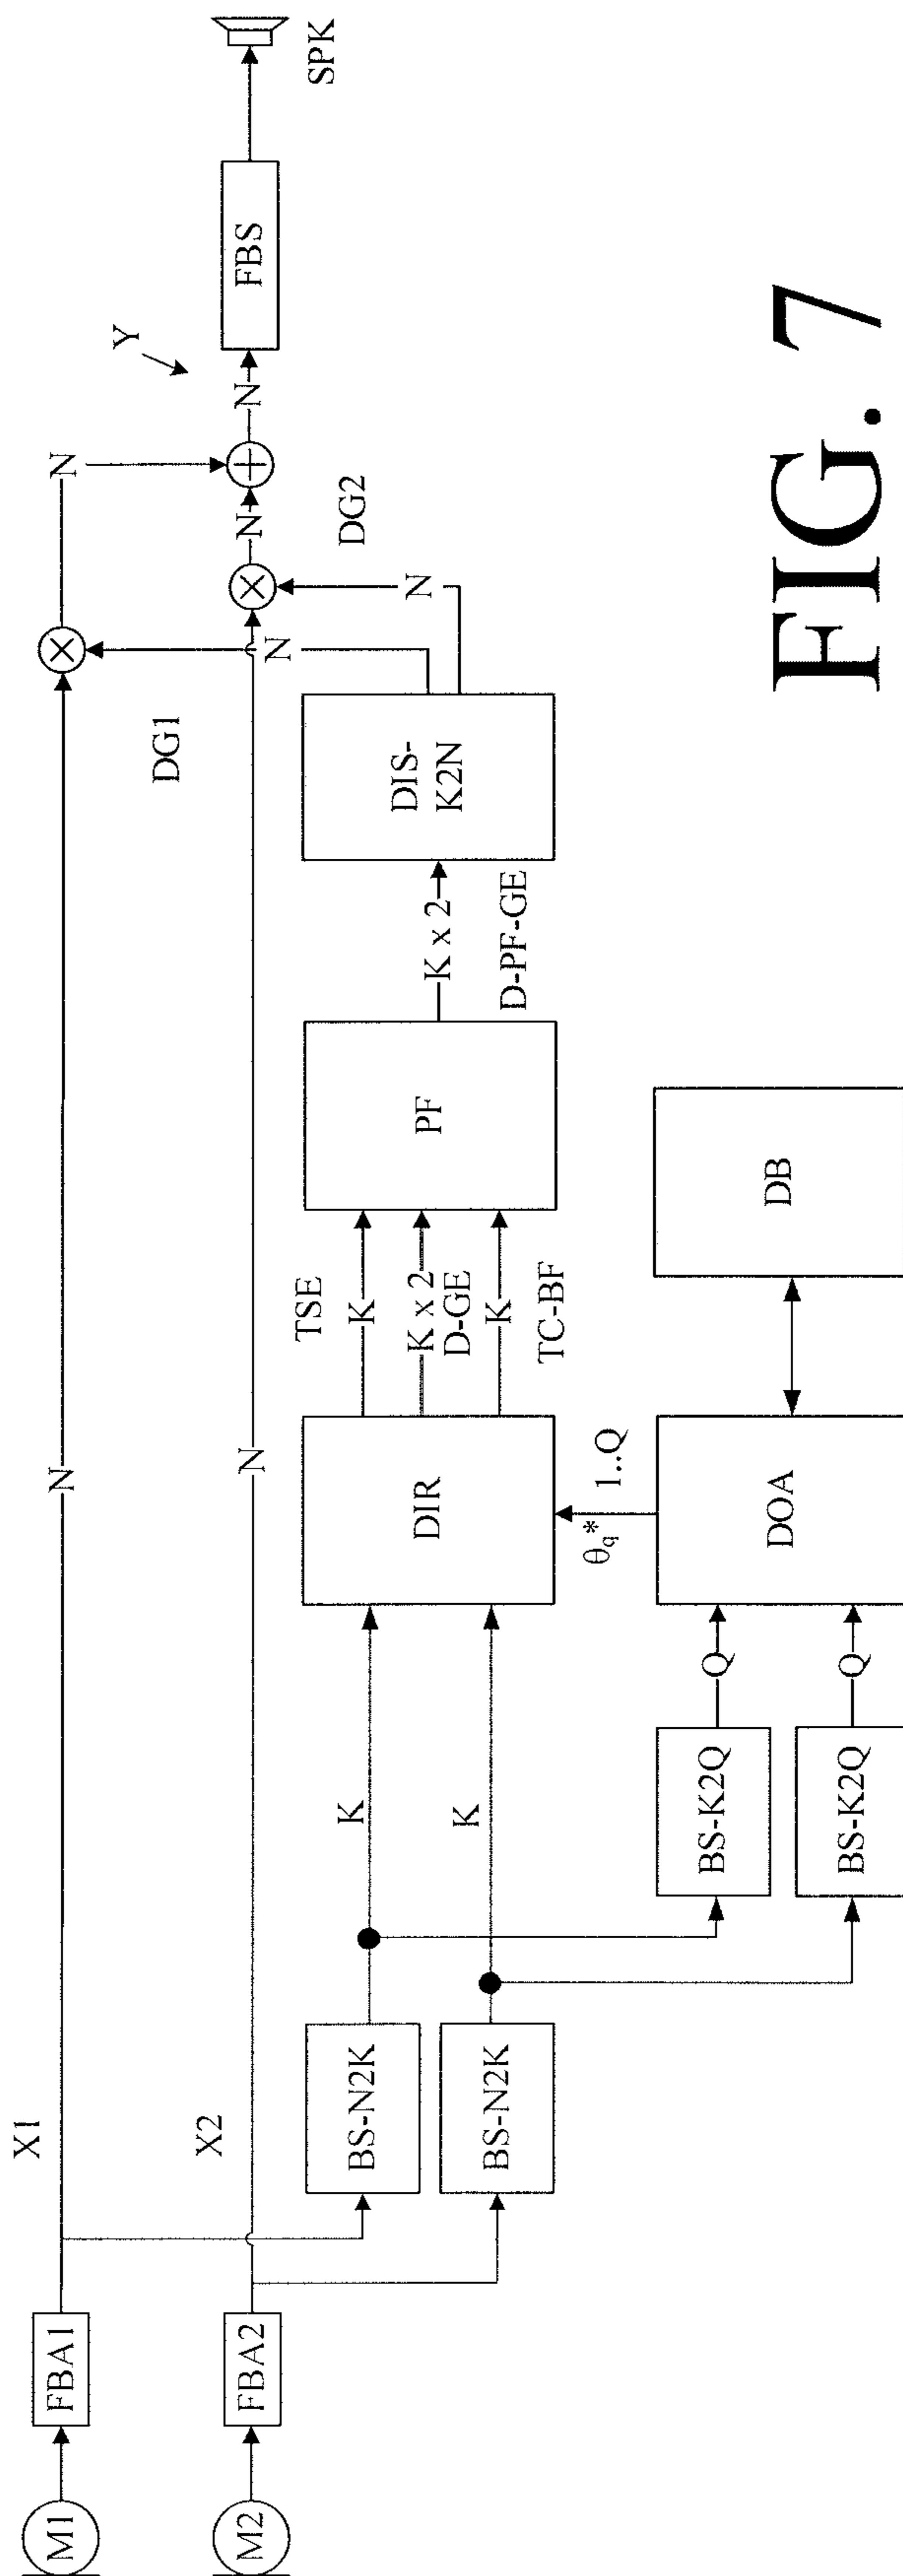 M1
FBA1
X1
N
DG1
N
M2
FBA2
X2
N
N
N
Y
FBS
SPK
N
N
DG2
BS-N2K
BS-N2K
K
K
DIR
TSE
K
K x 2
D-GE
K
TC-BF
PF
K x 2
D-PF-GE
DIS-
K2N
BS-K2Q
BS-K2Q
Q
Q
θq*
1..Q
DOA
DB
FIG. 7